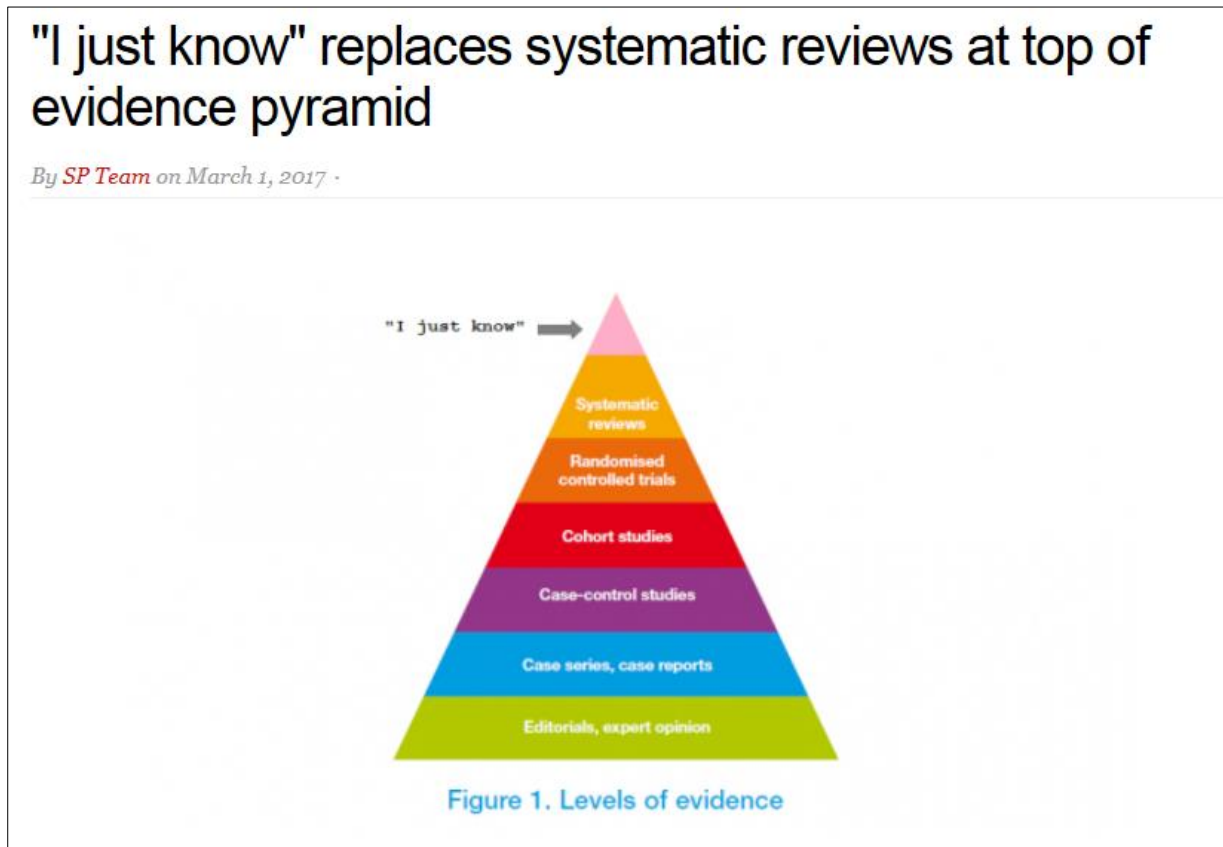 "I just know" replaces systematic reviews at top of
evidence pyramid
By SP Team on March 1, 2017 ·
"I just know"
Systematic
reviews
Randomised
controlled trials
Cohort studies
Case-control studies
Case series, case reports
Editorials, expert opinion
Figure 1. Levels of evidence